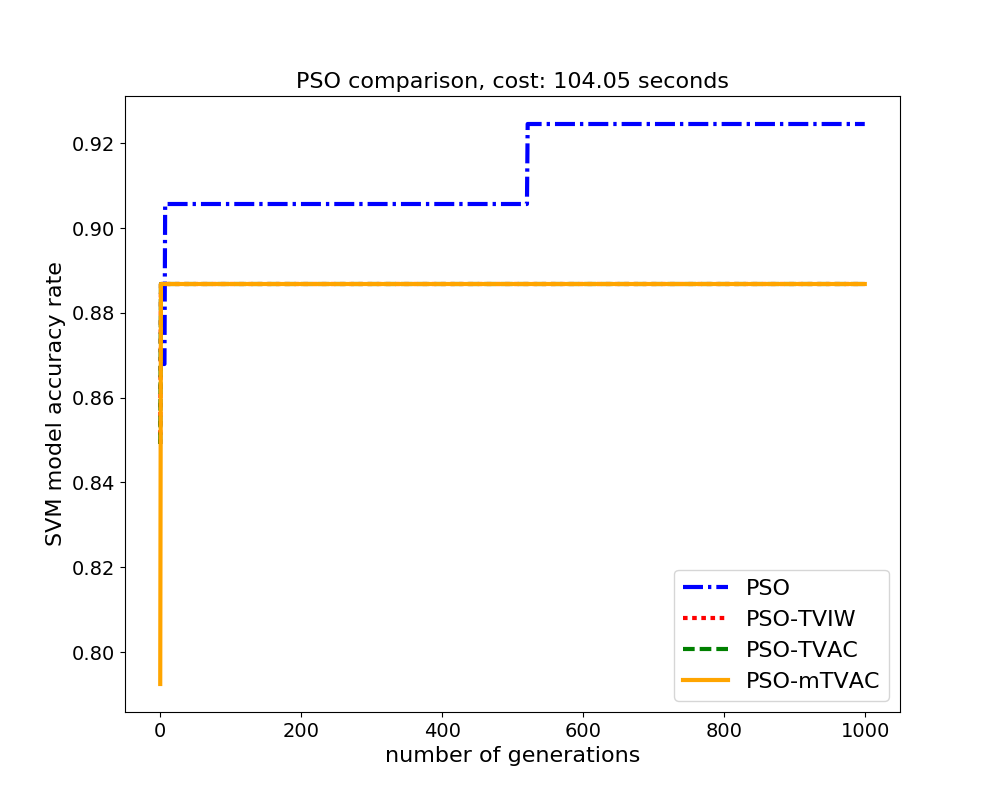 PSO comparison, cost: 104.05 seconds
SVM model accuracy rate
0.92
0.90
0.88
0.86
0.84
0.82
0.80
0
200
400
600
800
1000
number of generations
PSO
PSO-TVIW
PSO-TVAC
PSO-mTVAC